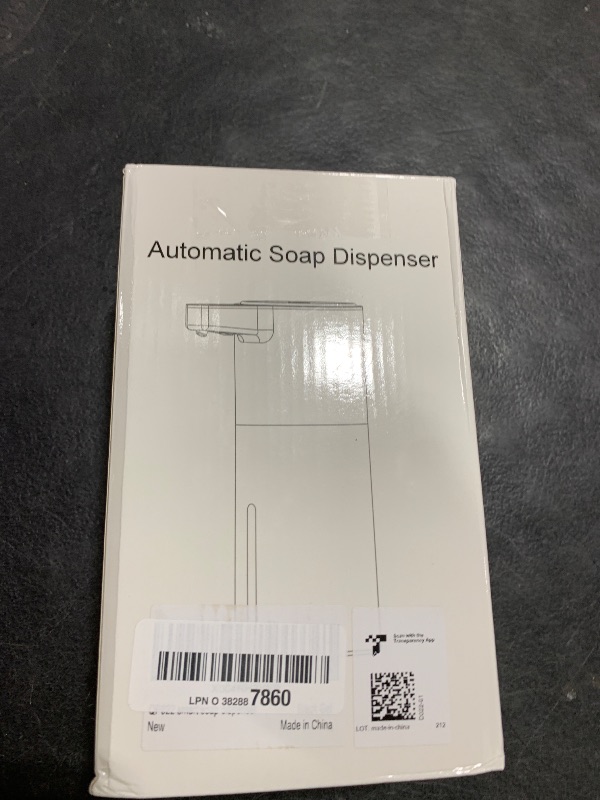 Automatic Soap Dispenser
Scan with the
Transparency App
LPN O 38288 7860
New
Made in China
LOT: made-in-china
212